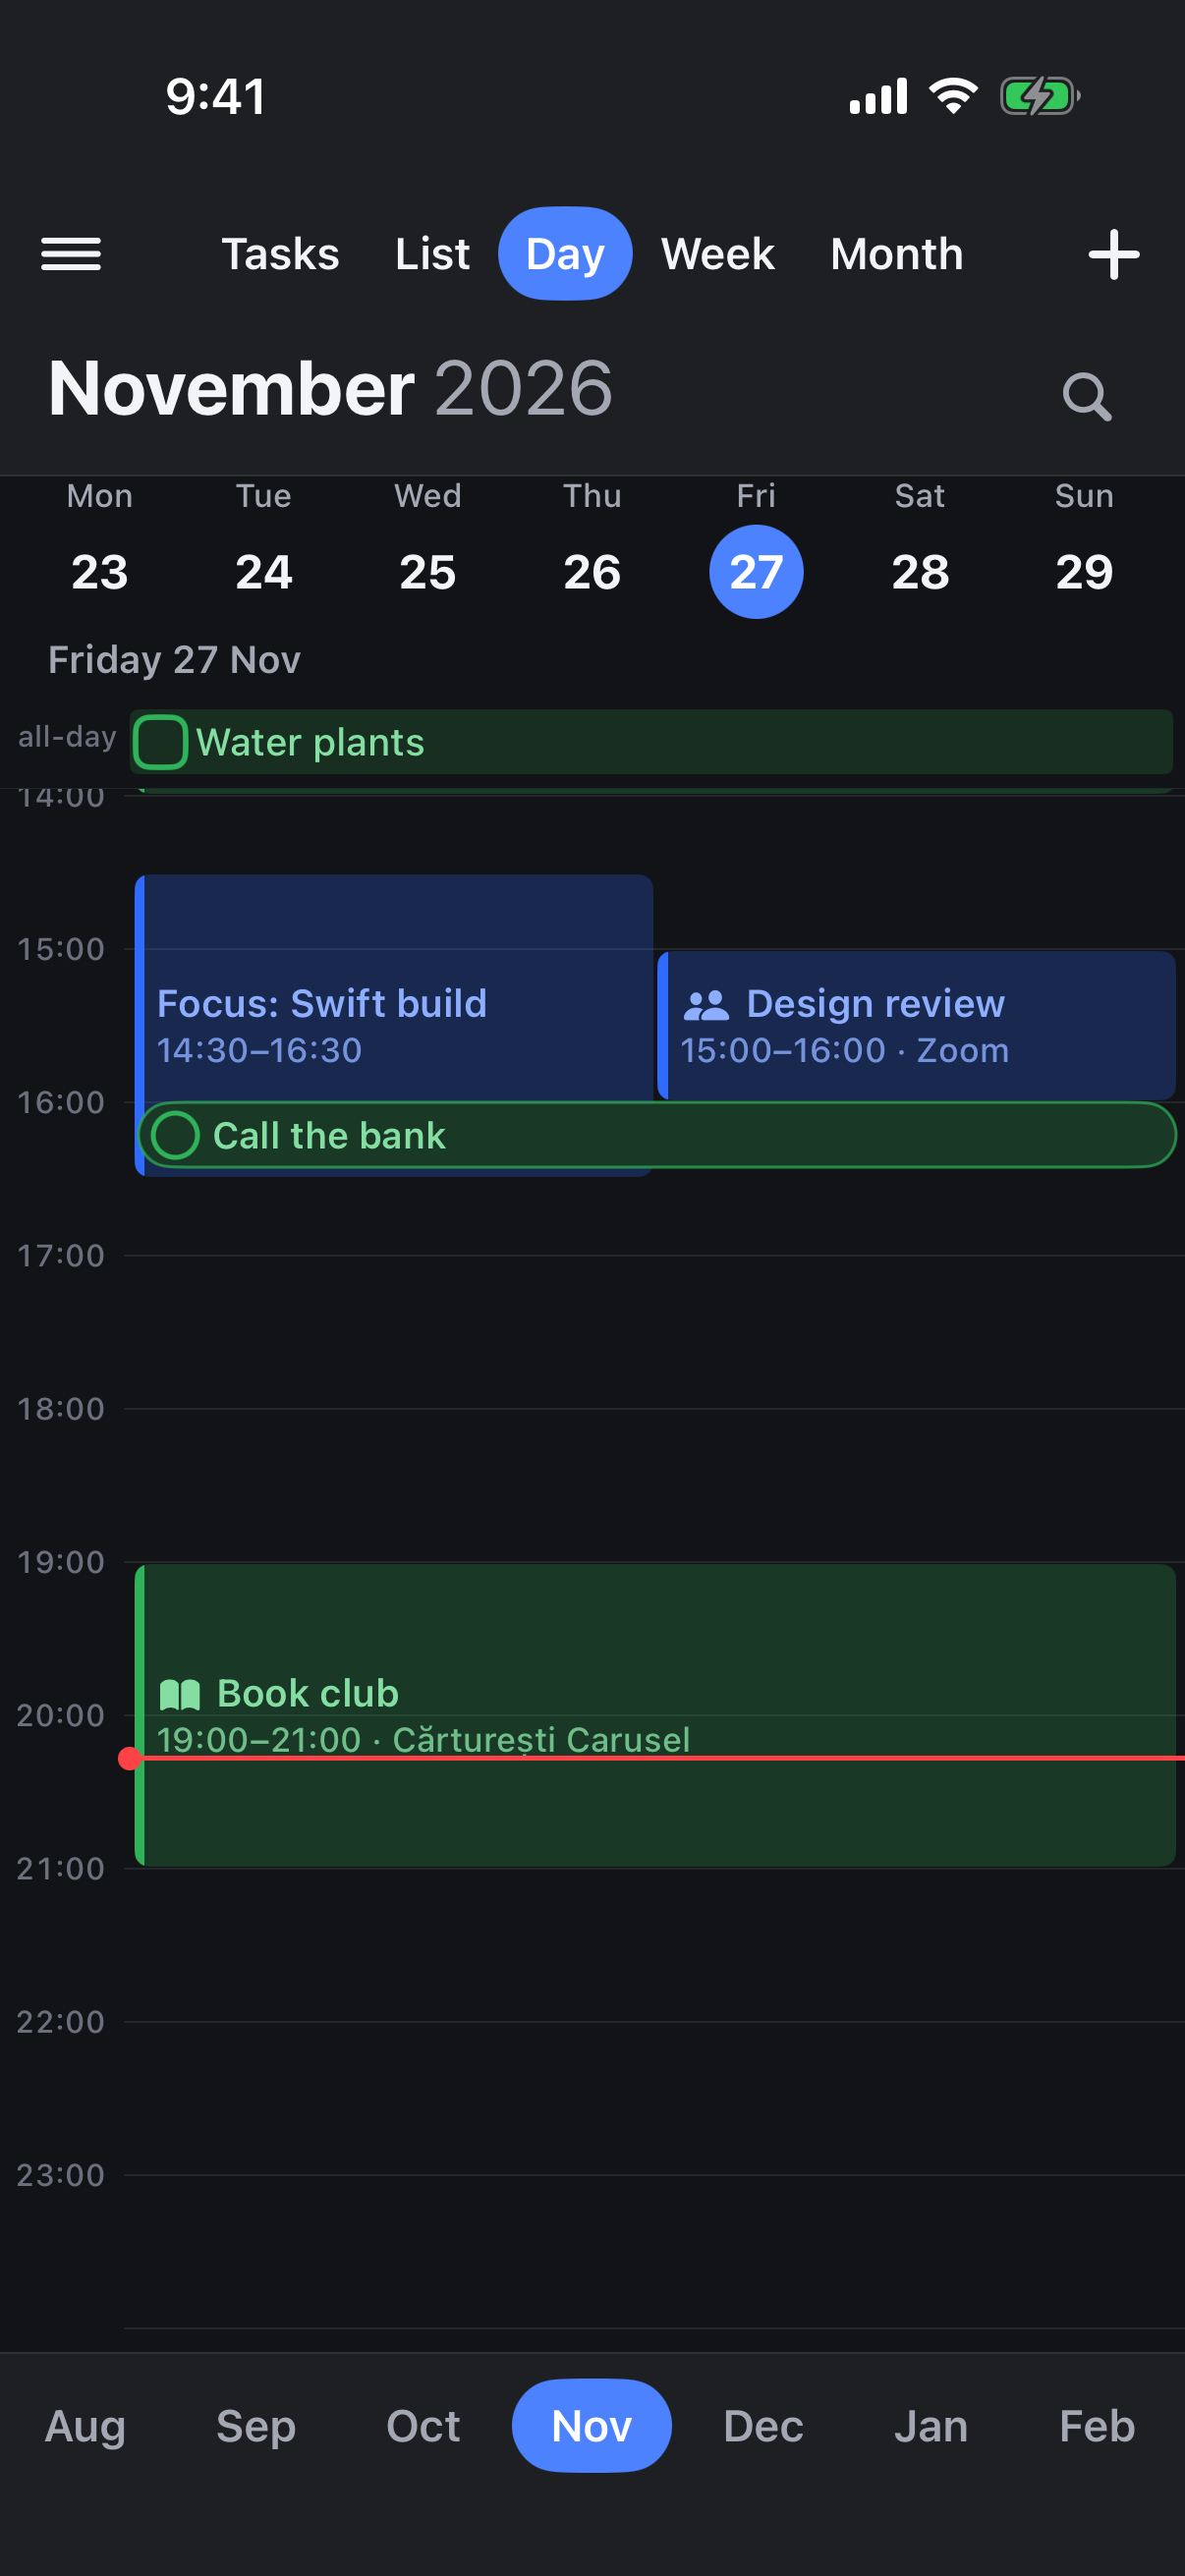 9:41
Tasks List Day Week Month
November 2026
Mon Tue Wed Thu Fri Sat Sun
23 24 25 26 27 28 29
Friday 27 Nov
all-day Water plants
14:00
15:00
Focus: Swift build
14:30–16:30
Design review
15:00–16:00 · Zoom
16:00
Call the bank
17:00
18:00
19:00
Book club
20:00
19:00–21:00 · Cărturești Carusel
21:00
22:00
23:00
Aug Sep Oct Nov Dec Jan Feb